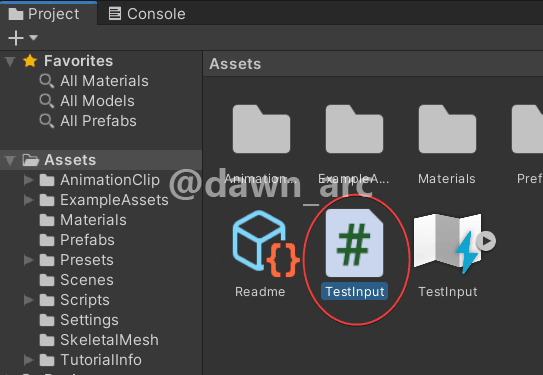 Project
Console
Favorites
All Materials
All Models
All Prefabs
Assets
AnimationClip
ExampleAssets
Materials
Prefabs
Presets
Scenes
Scripts
Settings
SkeletalMesh
TutorialInfo
Assets
Animation...
ExampleA...
Materials
Pref
@dawn_arc
Readme
#
TestInput
TestInput